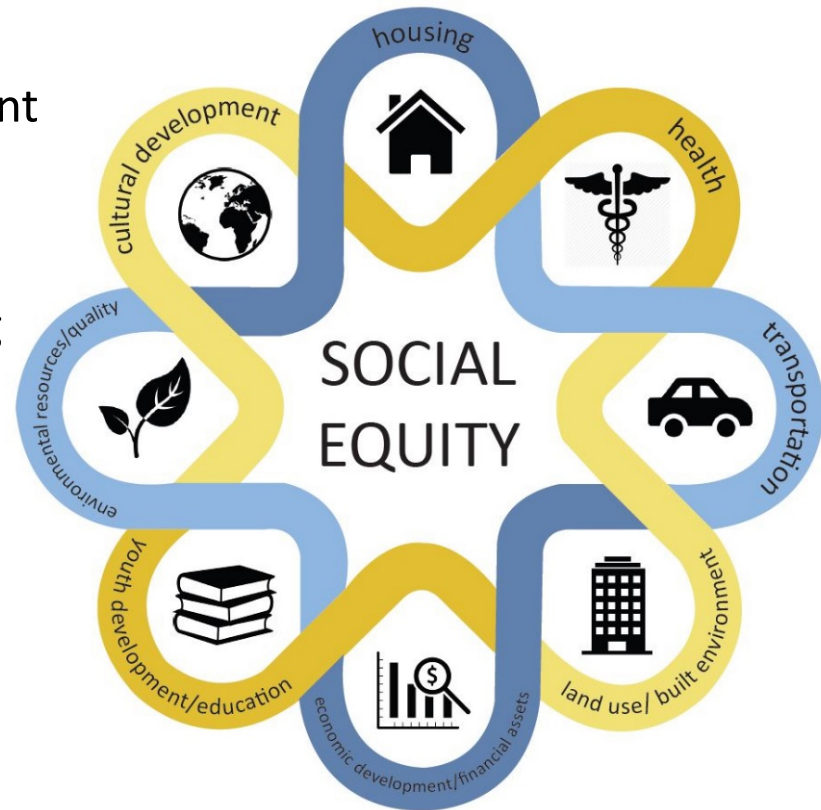 nt
g
SOCIAL
EQUITY
housing
health
transportation
land use/ built environment
economic development/financial assets
youth development/education
environmental resources/quality
cultural development
$